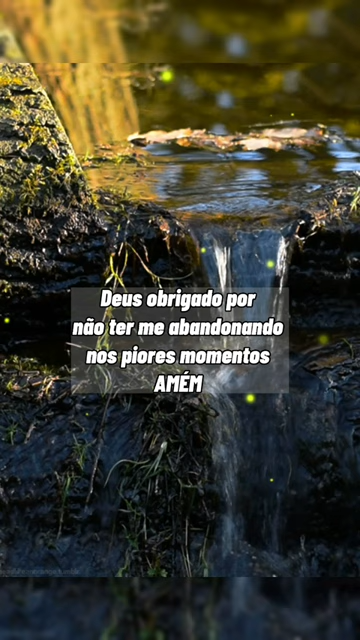 Deus obrigado por
não ter me abandonando
nos piores momentos
AMÉM